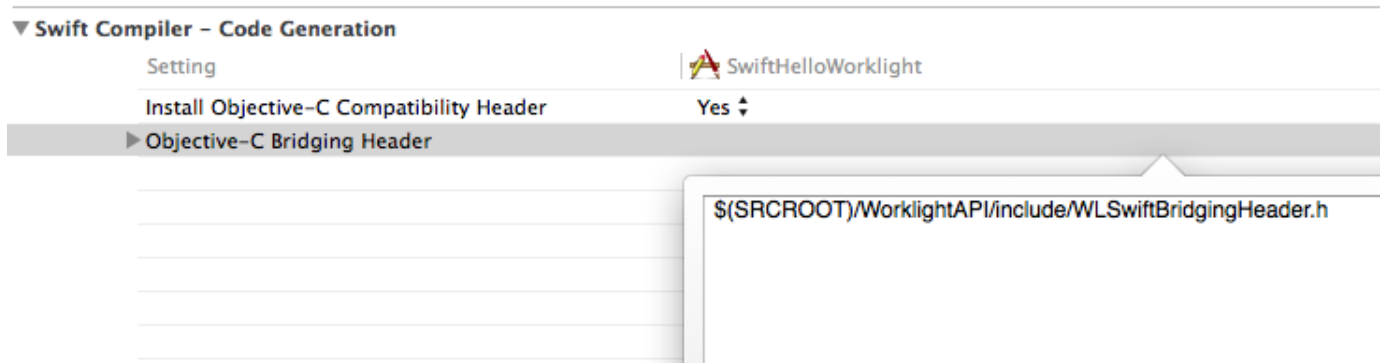 Swift Compiler – Code Generation
Setting SwiftHelloWorklight
Install Objective-C Compatibility Header Yes
Objective-C Bridging Header
$(SRCROOT)/WorklightAPI/include/WLSwiftBridgingHeader.h